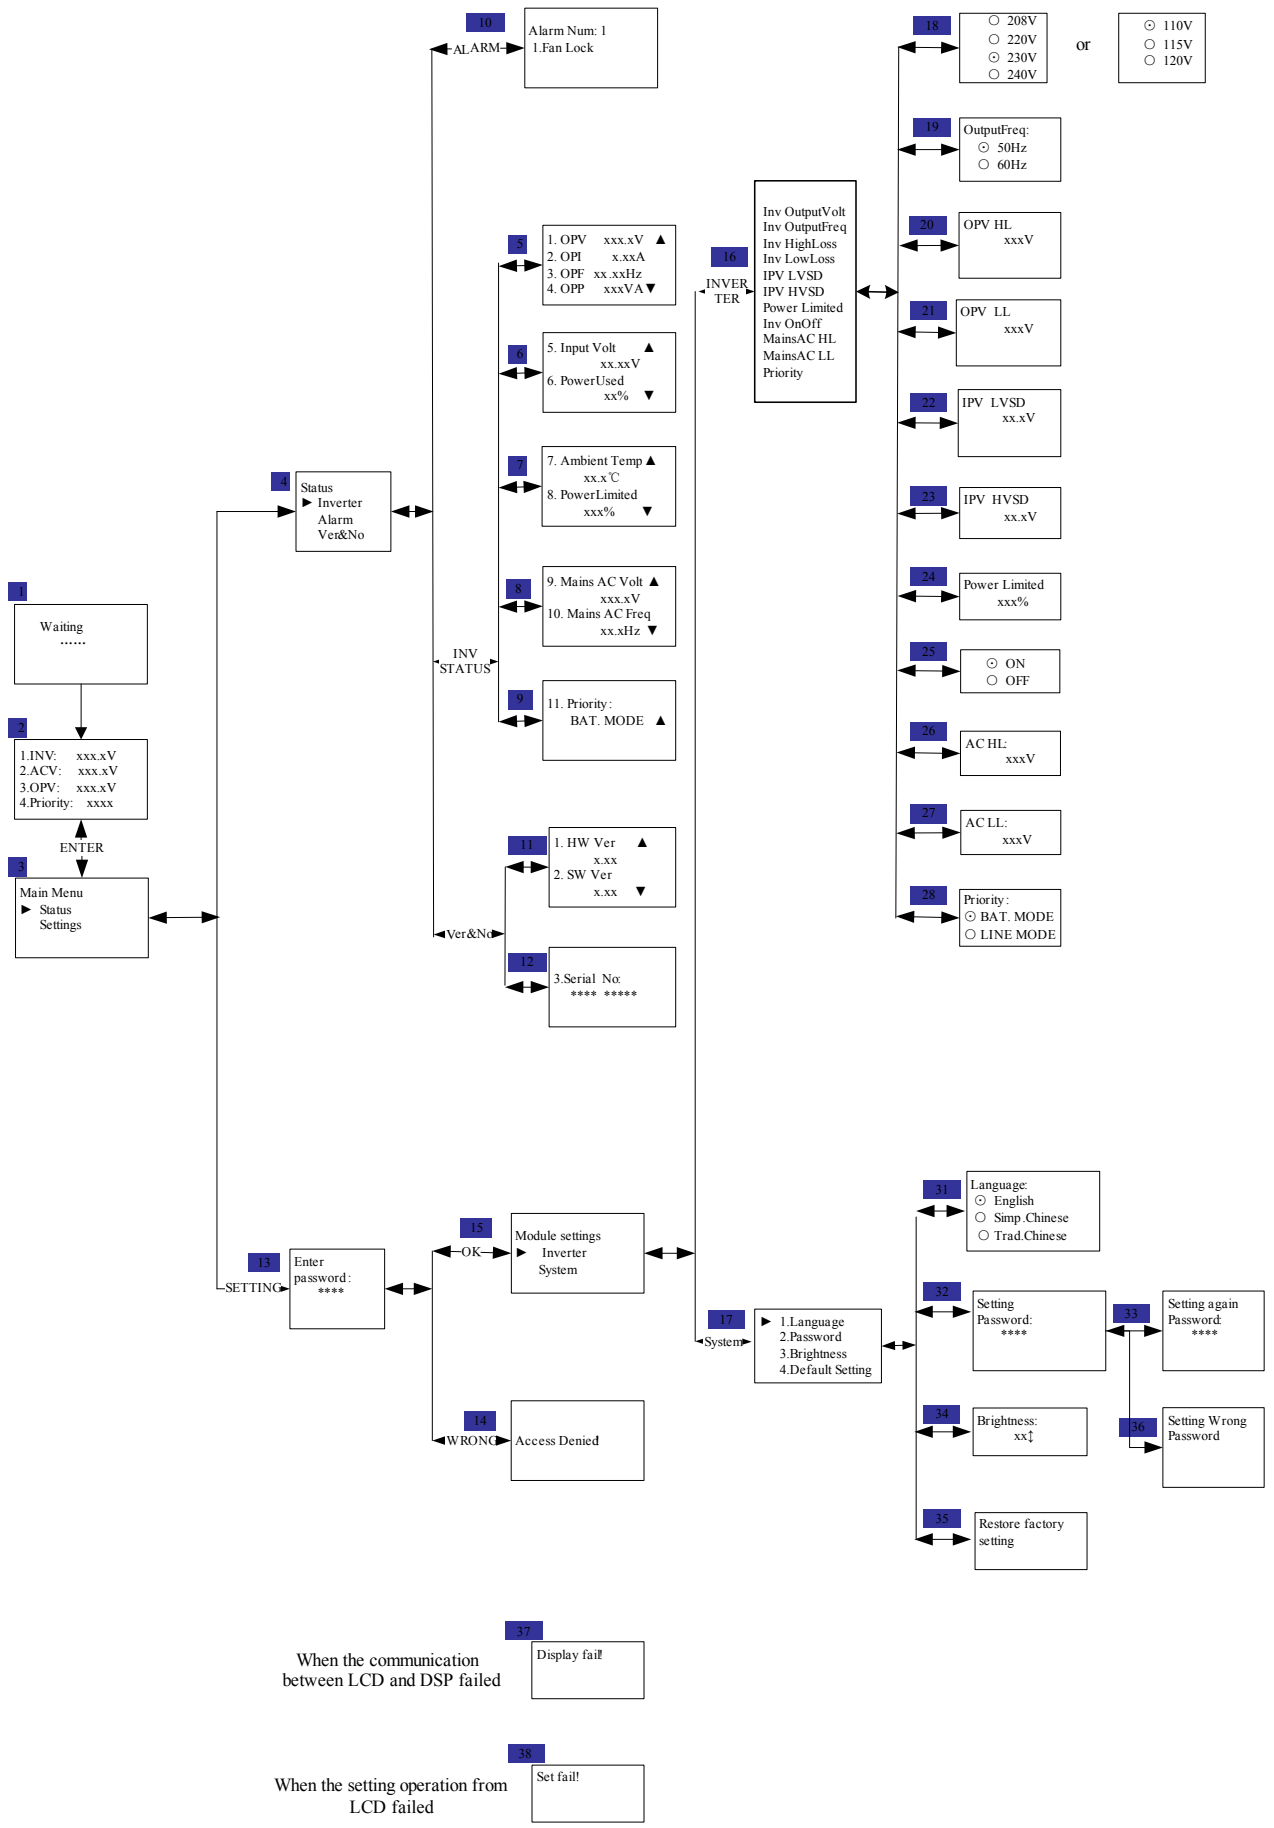 1
Waiting
......
2
1.INV: xxx.xV
2.ACV: xxx.xV
3.OPV: xxx.xV
4.Priority: xxxx
ENTER
3
Main Menu
► Status
Settings
4
Status
► Inverter
Alarm
Ver&No
10
ALARM
Alarm Num: 1
1.Fan Lock
INV
STATUS
5
1. OPV xxx.xV ▲
2. OPI x.xxA
3. OPF xx.xxHz
4. OPP xxxVA ▼
6
5. Input Volt ▲
xx.xxV
6. PowerUsed
xx% ▼
7
7. Ambient Temp ▲
xx.x℃
8. PowerLimited
xxx% ▼
8
9. Mains AC Volt ▲
xxx.xV
10. Mains AC Freq
xx.xHz ▼
9
11. Priority:
BAT. MODE ▲
Ver&No
11
1. HW Ver ▲
x.xx
2. SW Ver
x.xx ▼
12
3.Serial No:
**** *****
SETTING
13
Enter
password:
****
15
OK
Module settings
► Inverter
System
14
WRONG
Access Denied!
16
INVER
TER
Inv OutputVolt
Inv OutputFreq
Inv HighLoss
Inv LowLoss
IPV LVSD
IPV HVSD
Power Limited
Inv OnOff
MainsAC HL
MainsAC LL
Priority
18
○ 208V
○ 220V
⊙ 230V
○ 240V
or
⊙ 110V
○ 115V
○ 120V
19
OutputFreq:
⊙ 50Hz
○ 60Hz
20
OPV HL
xxxV
21
OPV LL
xxxV
22
IPV LVSD
xx.xV
23
IPV HVSD
xx.xV
24
Power Limited
xxx%
25
⊙ ON
○ OFF
26
AC HL:
xxxV
27
AC LL:
xxxV
28
Priority:
⊙ BAT. MODE
○ LINE MODE
17
System
► 1.Language
2.Password
3.Brightness
4.Default Setting
31
Language:
⊙ English
○ Simp.Chinese
○ Trad.Chinese
32
Setting
Password:
****
33
Setting again
Password:
****
34
Brightness:
xx↕
36
Setting Wrong
Password
35
Restore factory
setting
37
When the communication
between LCD and DSP failed
Display fail!
38
When the setting operation from
LCD failed
Set fail!